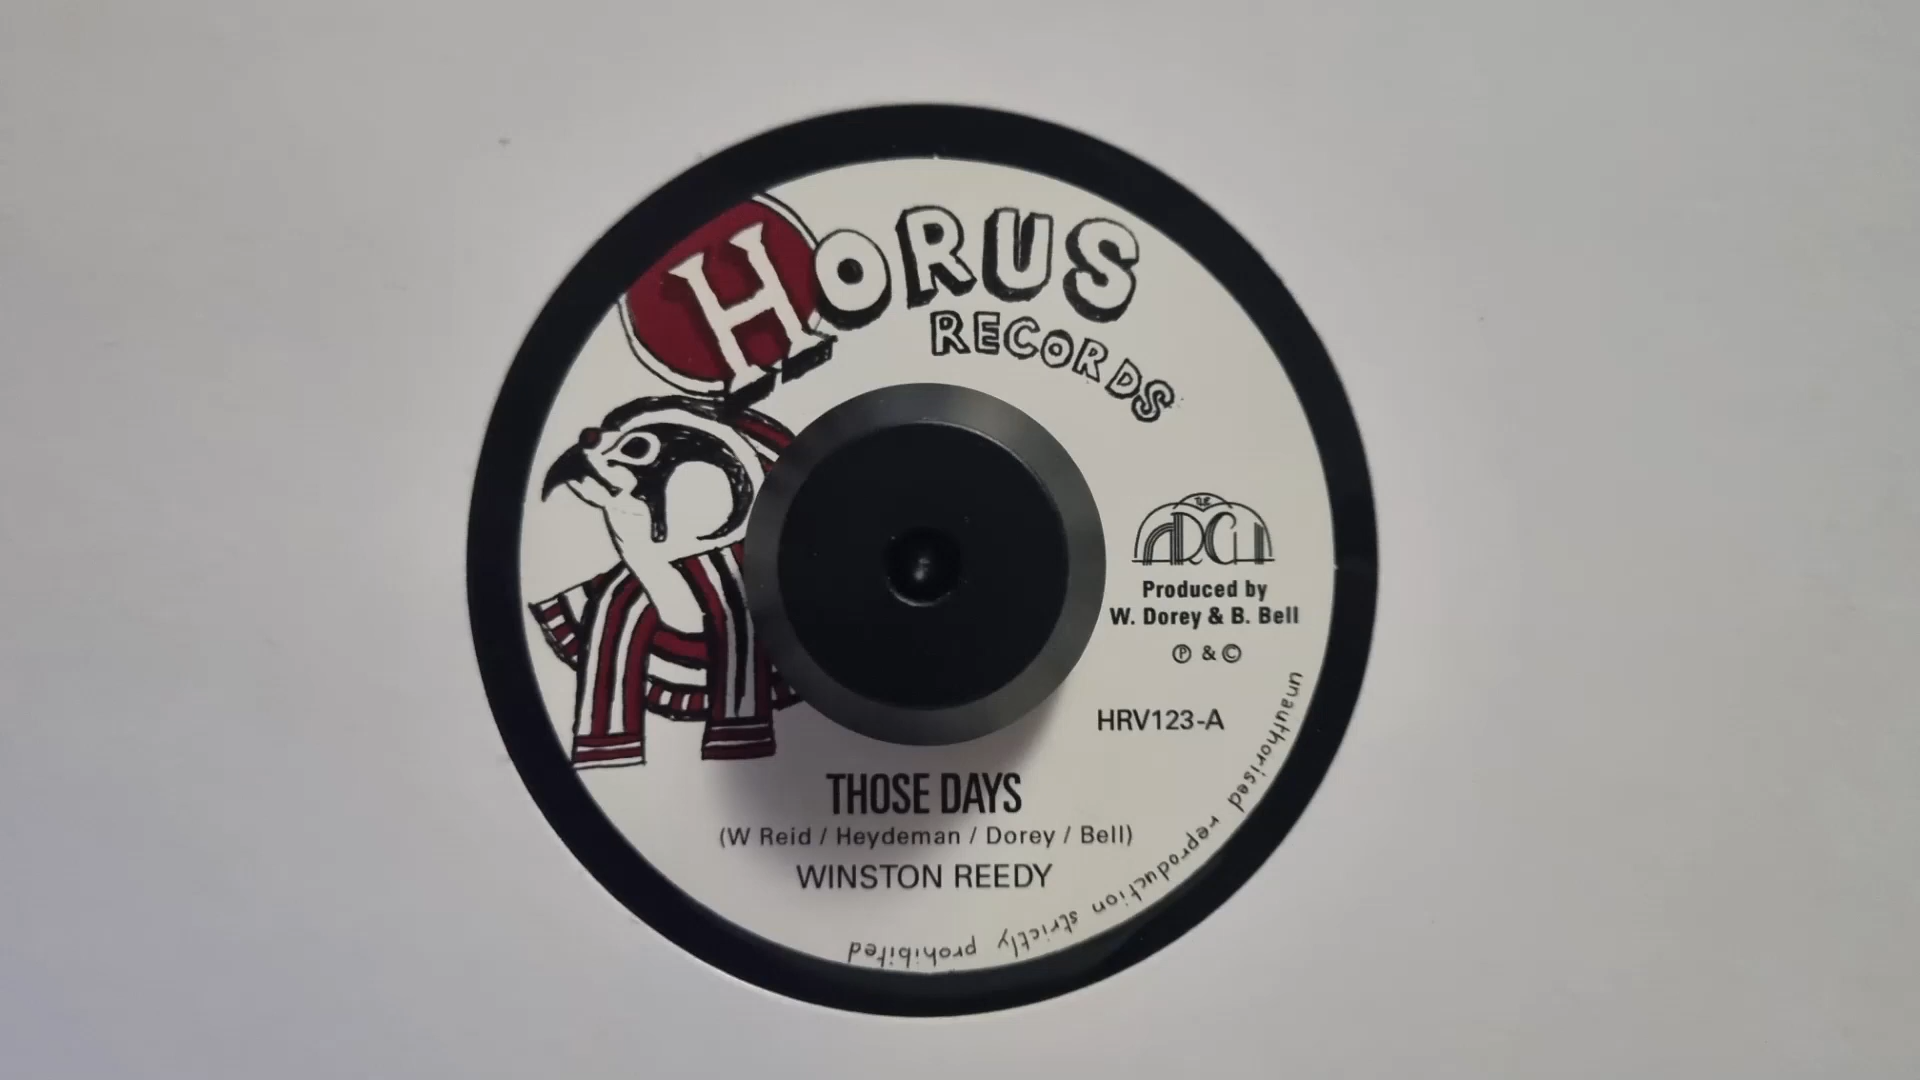 HORUS
RECORDS
THE
ARCH
Produced by
W. Dorey & B. Bell
Ⓟ & ©
HRV123-A
THOSE DAYS
(W Reid / Heydeman / Dorey / Bell)
WINSTON REEDY
unauthorised reproduction strictly prohibited